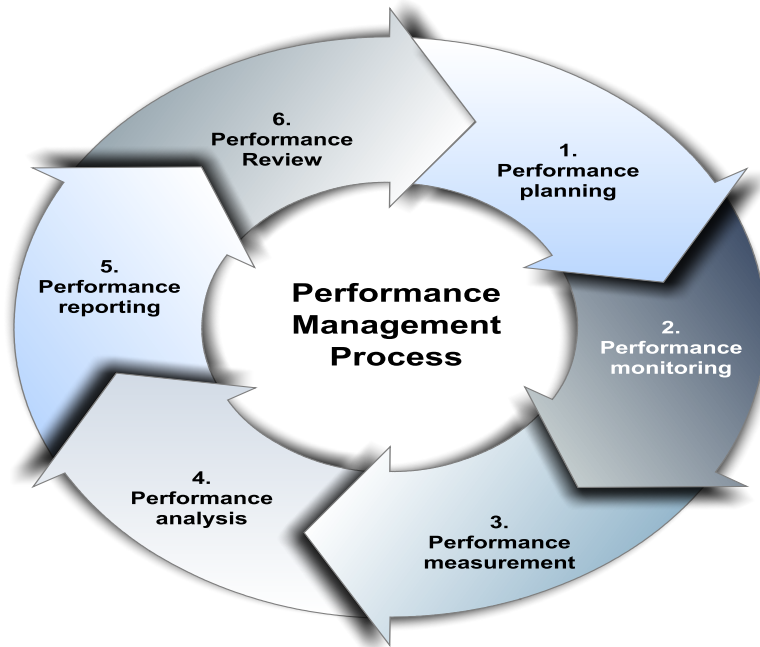 Performance
Management
Process
1.
Performance
planning
2.
Performance
monitoring
3.
Performance
measurement
4.
Performance
analysis
5.
Performance
reporting
6.
Performance
Review